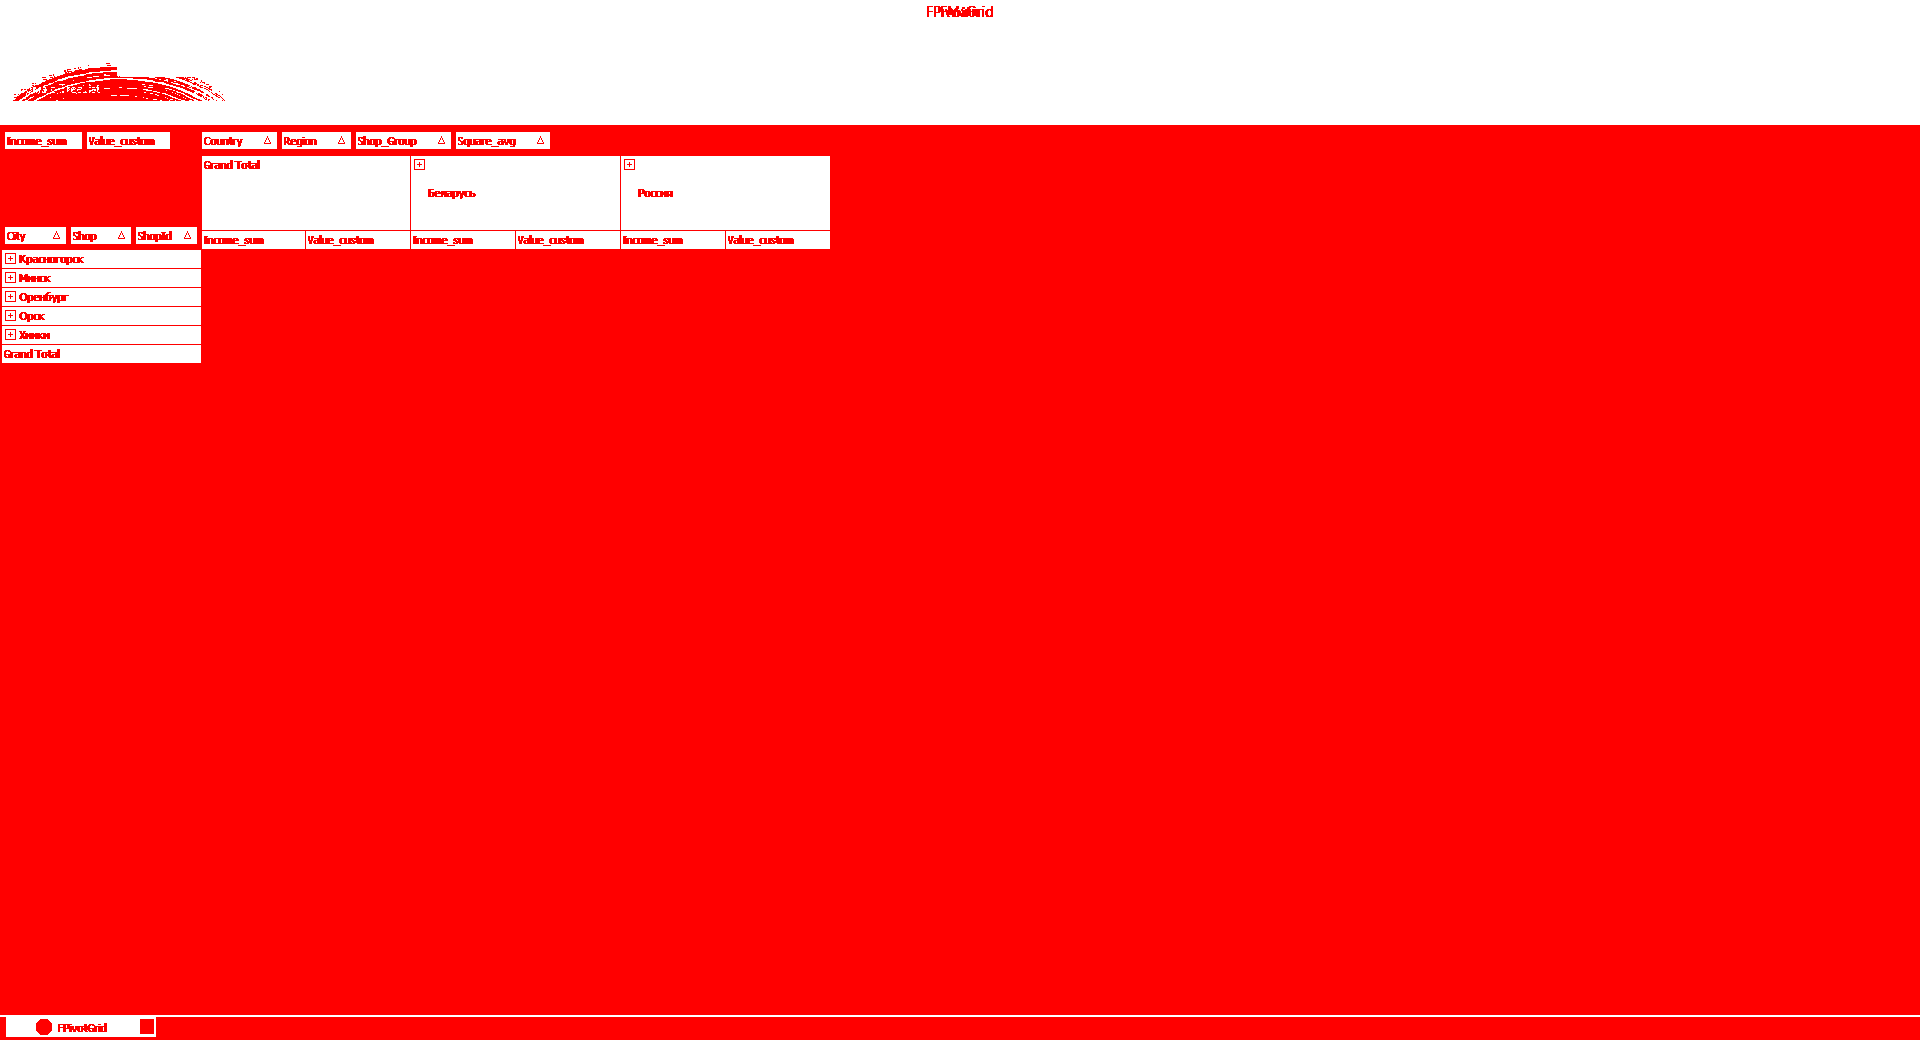 Income_sum Value_custom Country Region Shop_Group Square_avg
Grand Total
Беларусь Россия
City Shop ShopId
Income_sum Value_custom Income_sum Value_custom Income_sum Value_custom
Красногорск
Минск
Оренбург
Орск
Химки
Grand Total
FPivotGrid